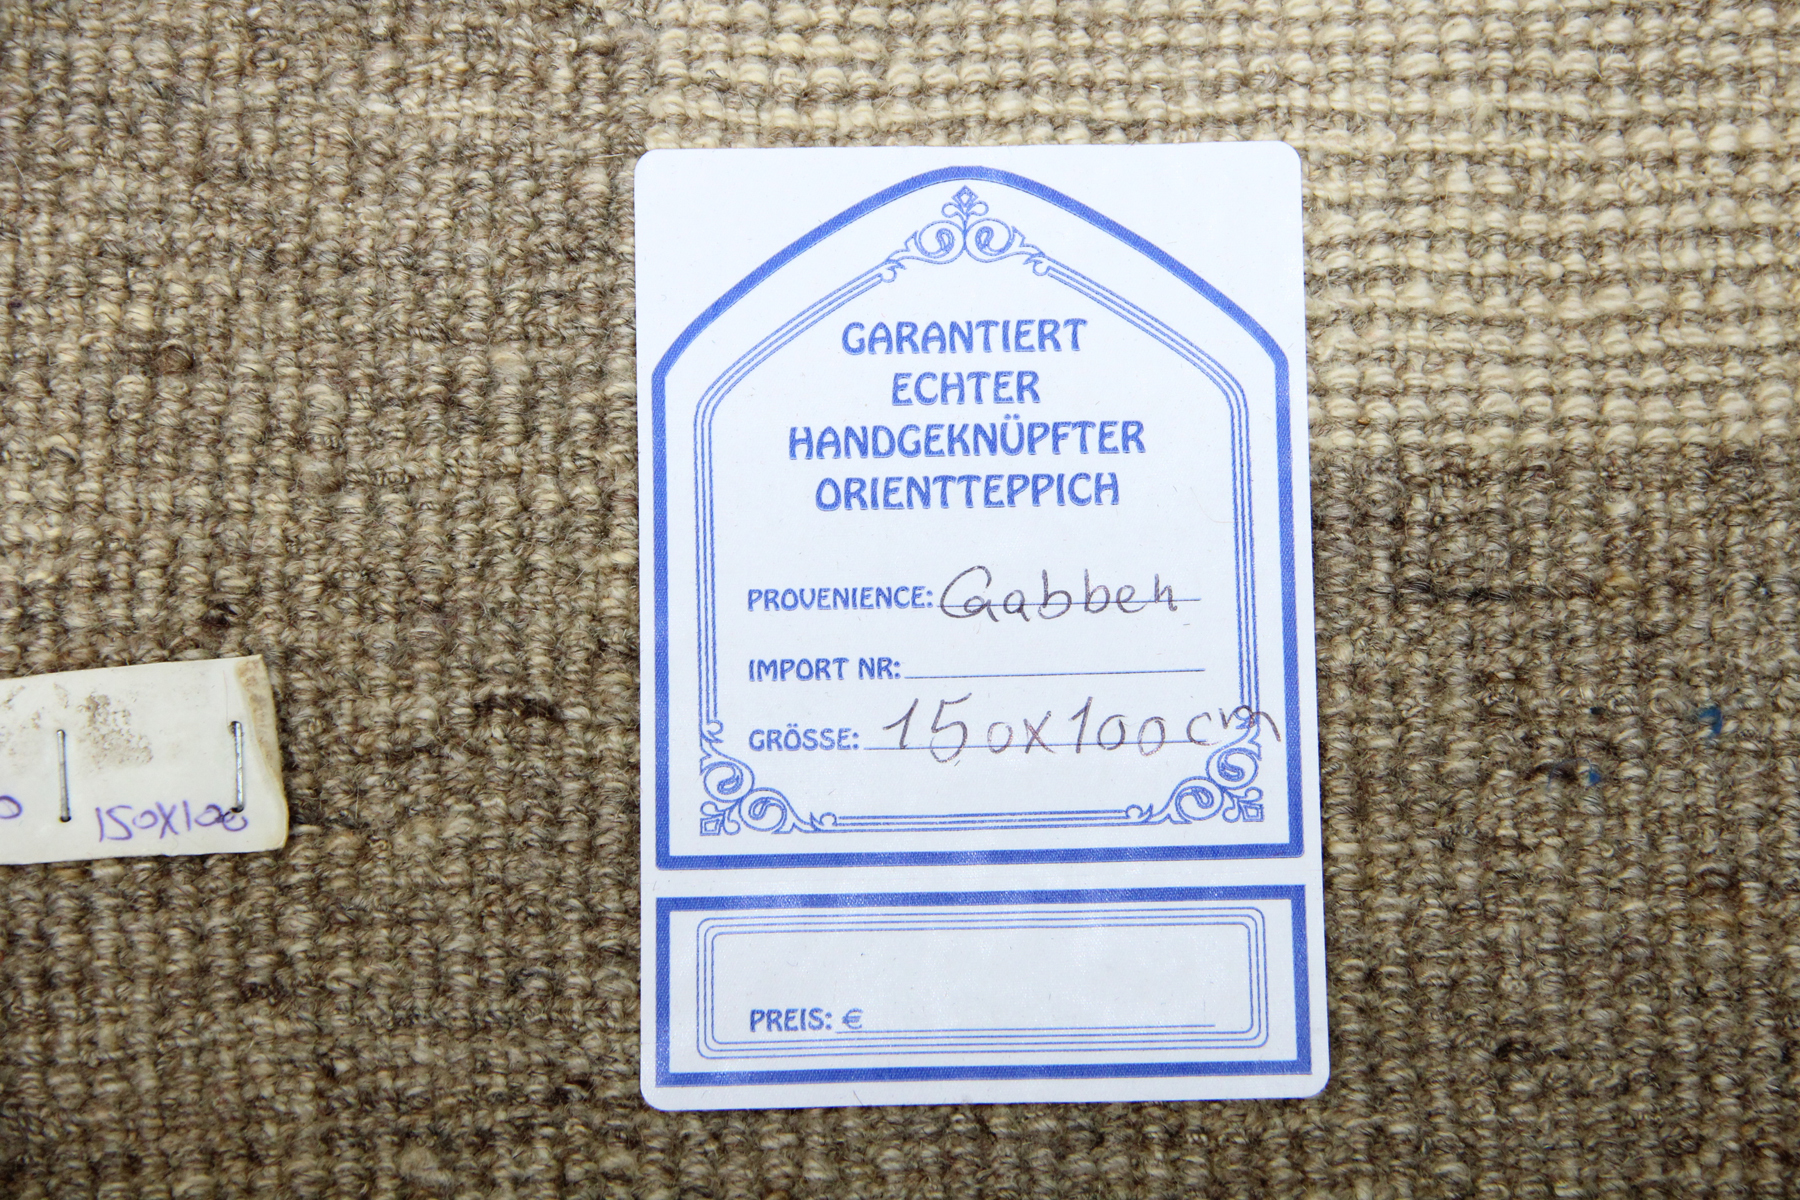 GARANTIERT
ECHTER
HANDGEKNÜPFTER
ORIENTTEPPICH
PROVENIENCE: Gabbeh
IMPORT NR:
GRÖSSE: 150x100cm
PREIS: €
150X100